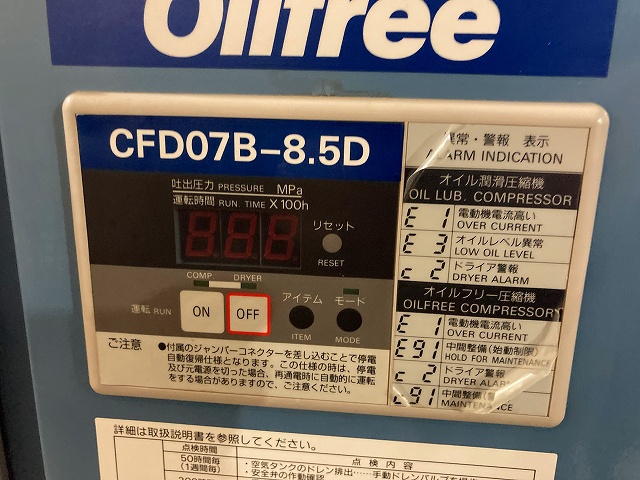 Oilfree
CFD07B-8.5D
吐出圧力 PRESSURE MPa
運転時間 RUN. TIME X100h
リセット
RESET
COMP. DRYER
運転 RUN
ON
OFF
アイテム
ITEM
モード
MODE
ご注意
●付属のジャンパーコネクターを差し込むことで停電
自動復帰仕様となります。この仕様の時は、停電
及び元電源を切った場合、再通電時に自動的に運転
をする場合がありますので、ご注意ください。
異常・警報 表示
ALARM INDICATION
オイル潤滑圧縮機
OIL LUB. COMPRESSOR
E 1 電動機電流高い
OVER CURRENT
E 3 オイルレベル異常
LOW OIL LEVEL
c 2 ドライア警報
DRYER ALARM
オイルフリー圧縮機
OILFREE COMPRESSOR
E 1 電動機電流高い
OVER CURRENT
E91 中間整備(始動制限)
HOLD FOR MAINTENANCE
c 2 ドライア警報
DRYER ALARM
c91 中間整備
MAINTENANCE
詳細は取扱説明書を参照してください。
点検時間 点検内容
50時間毎
(1週間毎)
・空気タンクのドレン排出……手動ドレンバルブを
・安全弁の作動確認